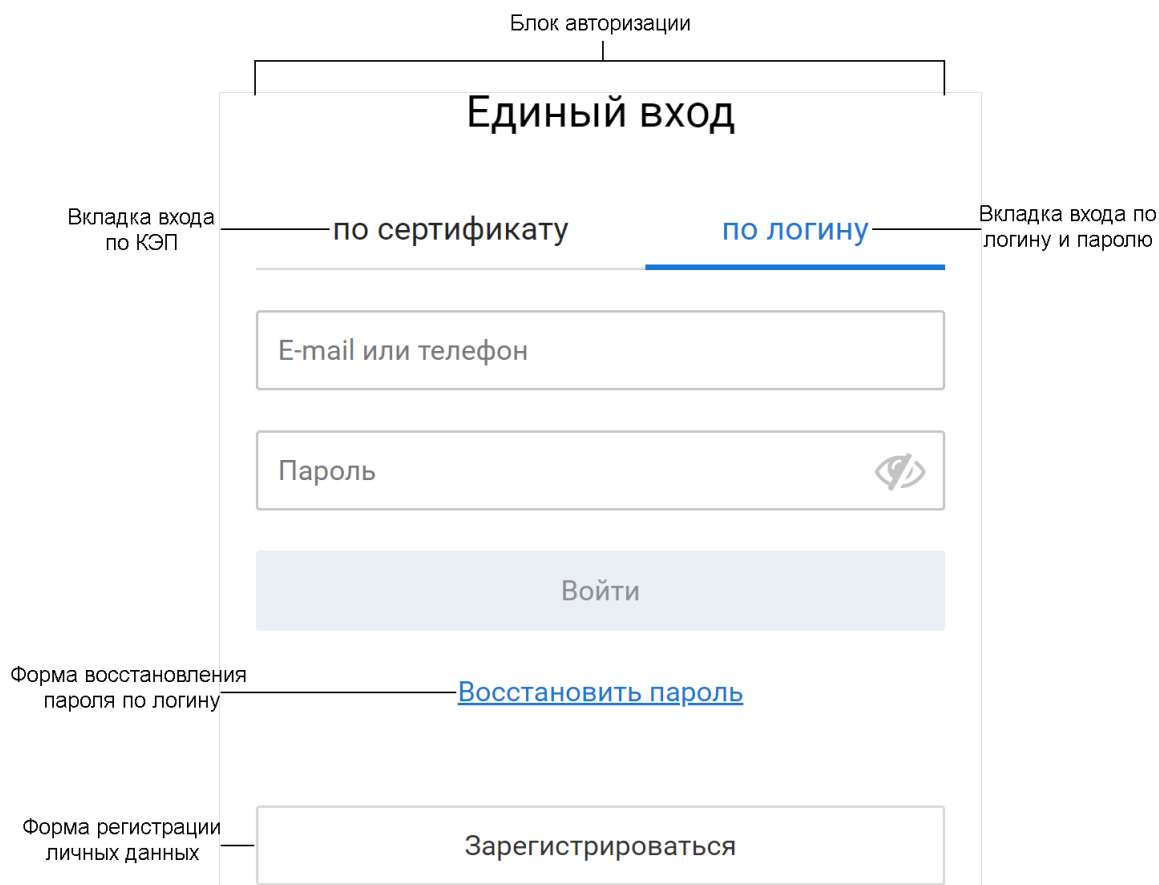 Блок авторизации
Единый вход
Вкладка входа
по КЭП
по сертификату
по логину
Вкладка входа по
логину и паролю
E-mail или телефон
Пароль
Войти
Форма восстановления
пароля по логину
Восстановить пароль
Форма регистрации
личных данных
Зарегистрироваться